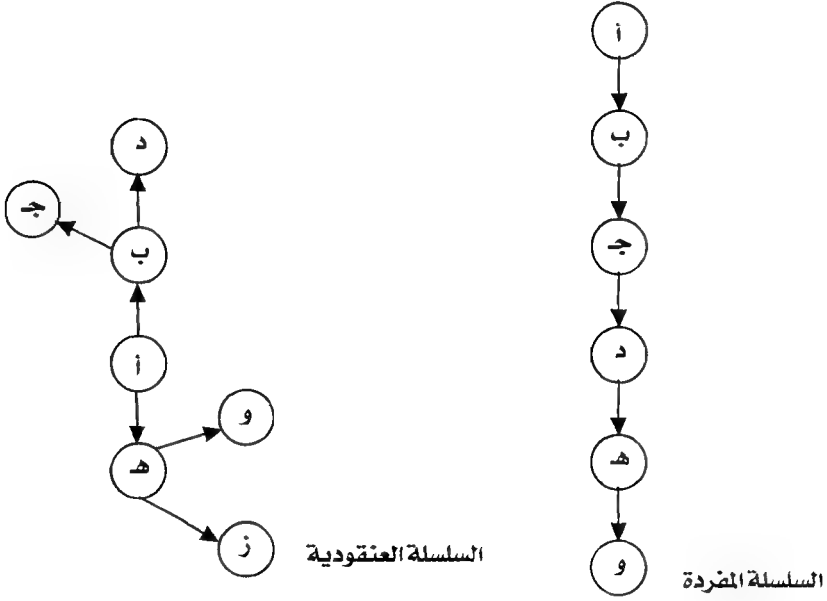 أ
ب
جـ
د
هـ
و
السلسلة المفردة
د
جـ
ب
أ
و
هـ
ز
السلسلة العنقودية